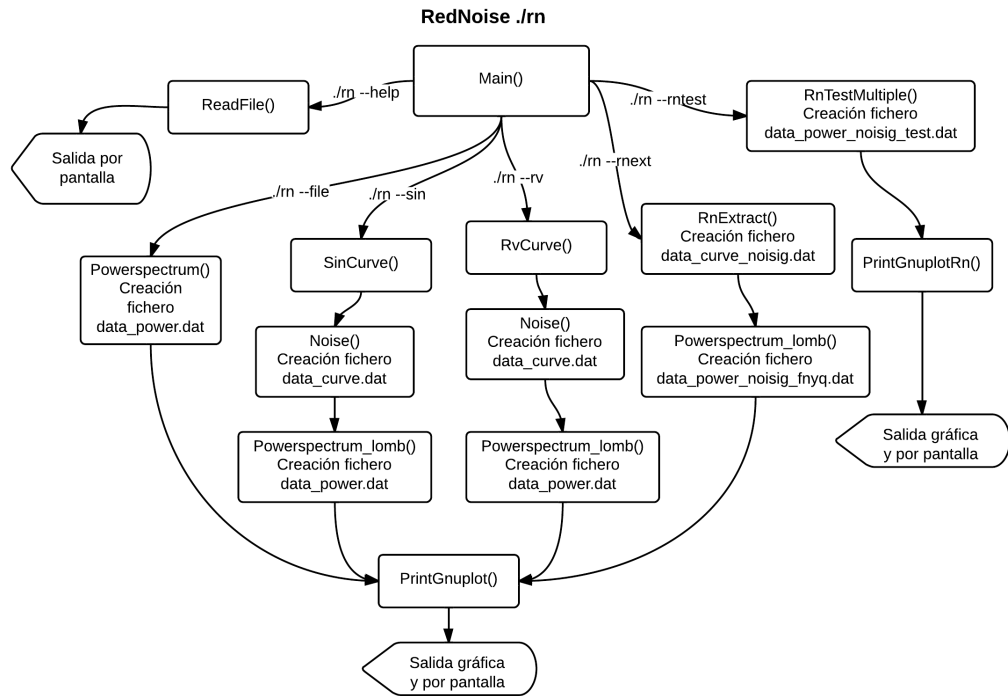 RedNoise ./rn
Main()
./rn --help
ReadFile()
Salida por
pantalla
./rn --file
Powerspectrum()
Creación
fichero
data_power.dat
./rn --sin
SinCurve()
Noise()
Creación fichero
data_curve.dat
Powerspectrum_lomb()
Creación fichero
data_power.dat
./rn --rv
RvCurve()
Noise()
Creación fichero
data_curve.dat
Powerspectrum_lomb()
Creación fichero
data_power.dat
./rn --rnext
RnExtract()
Creación fichero
data_curve_noisig.dat
Powerspectrum_lomb()
Creación fichero
data_power_noisig_fnyq.dat
./rn --rntest
RnTestMultiple()
Creación fichero
data_power_noisig_test.dat
PrintGnuplotRn()
Salida gráfica
y por pantalla
PrintGnuplot()
Salida gráfica
y por pantalla